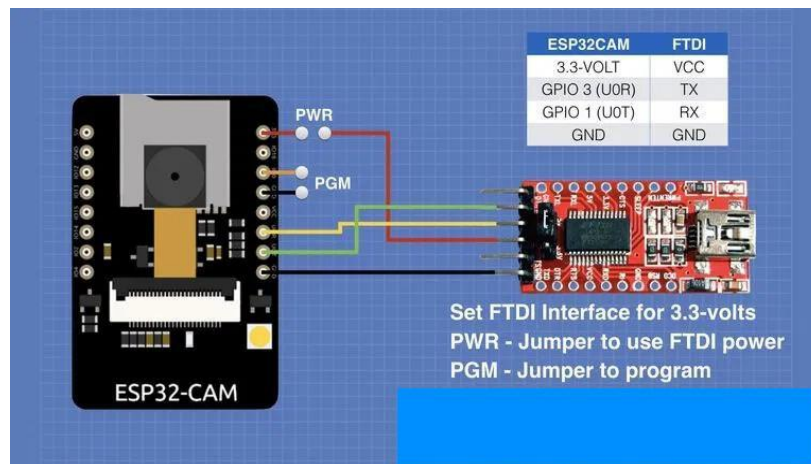 ESP32CAM FTDI
3.3-VOLT VCC
GPIO 3 (U0R) TX
GPIO 1 (U0T) RX
GND GND
PWR
PGM
Set FTDI Interface for 3.3-volts
PWR - Jumper to use FTDI power
PGM - Jumper to program
ESP32-CAM